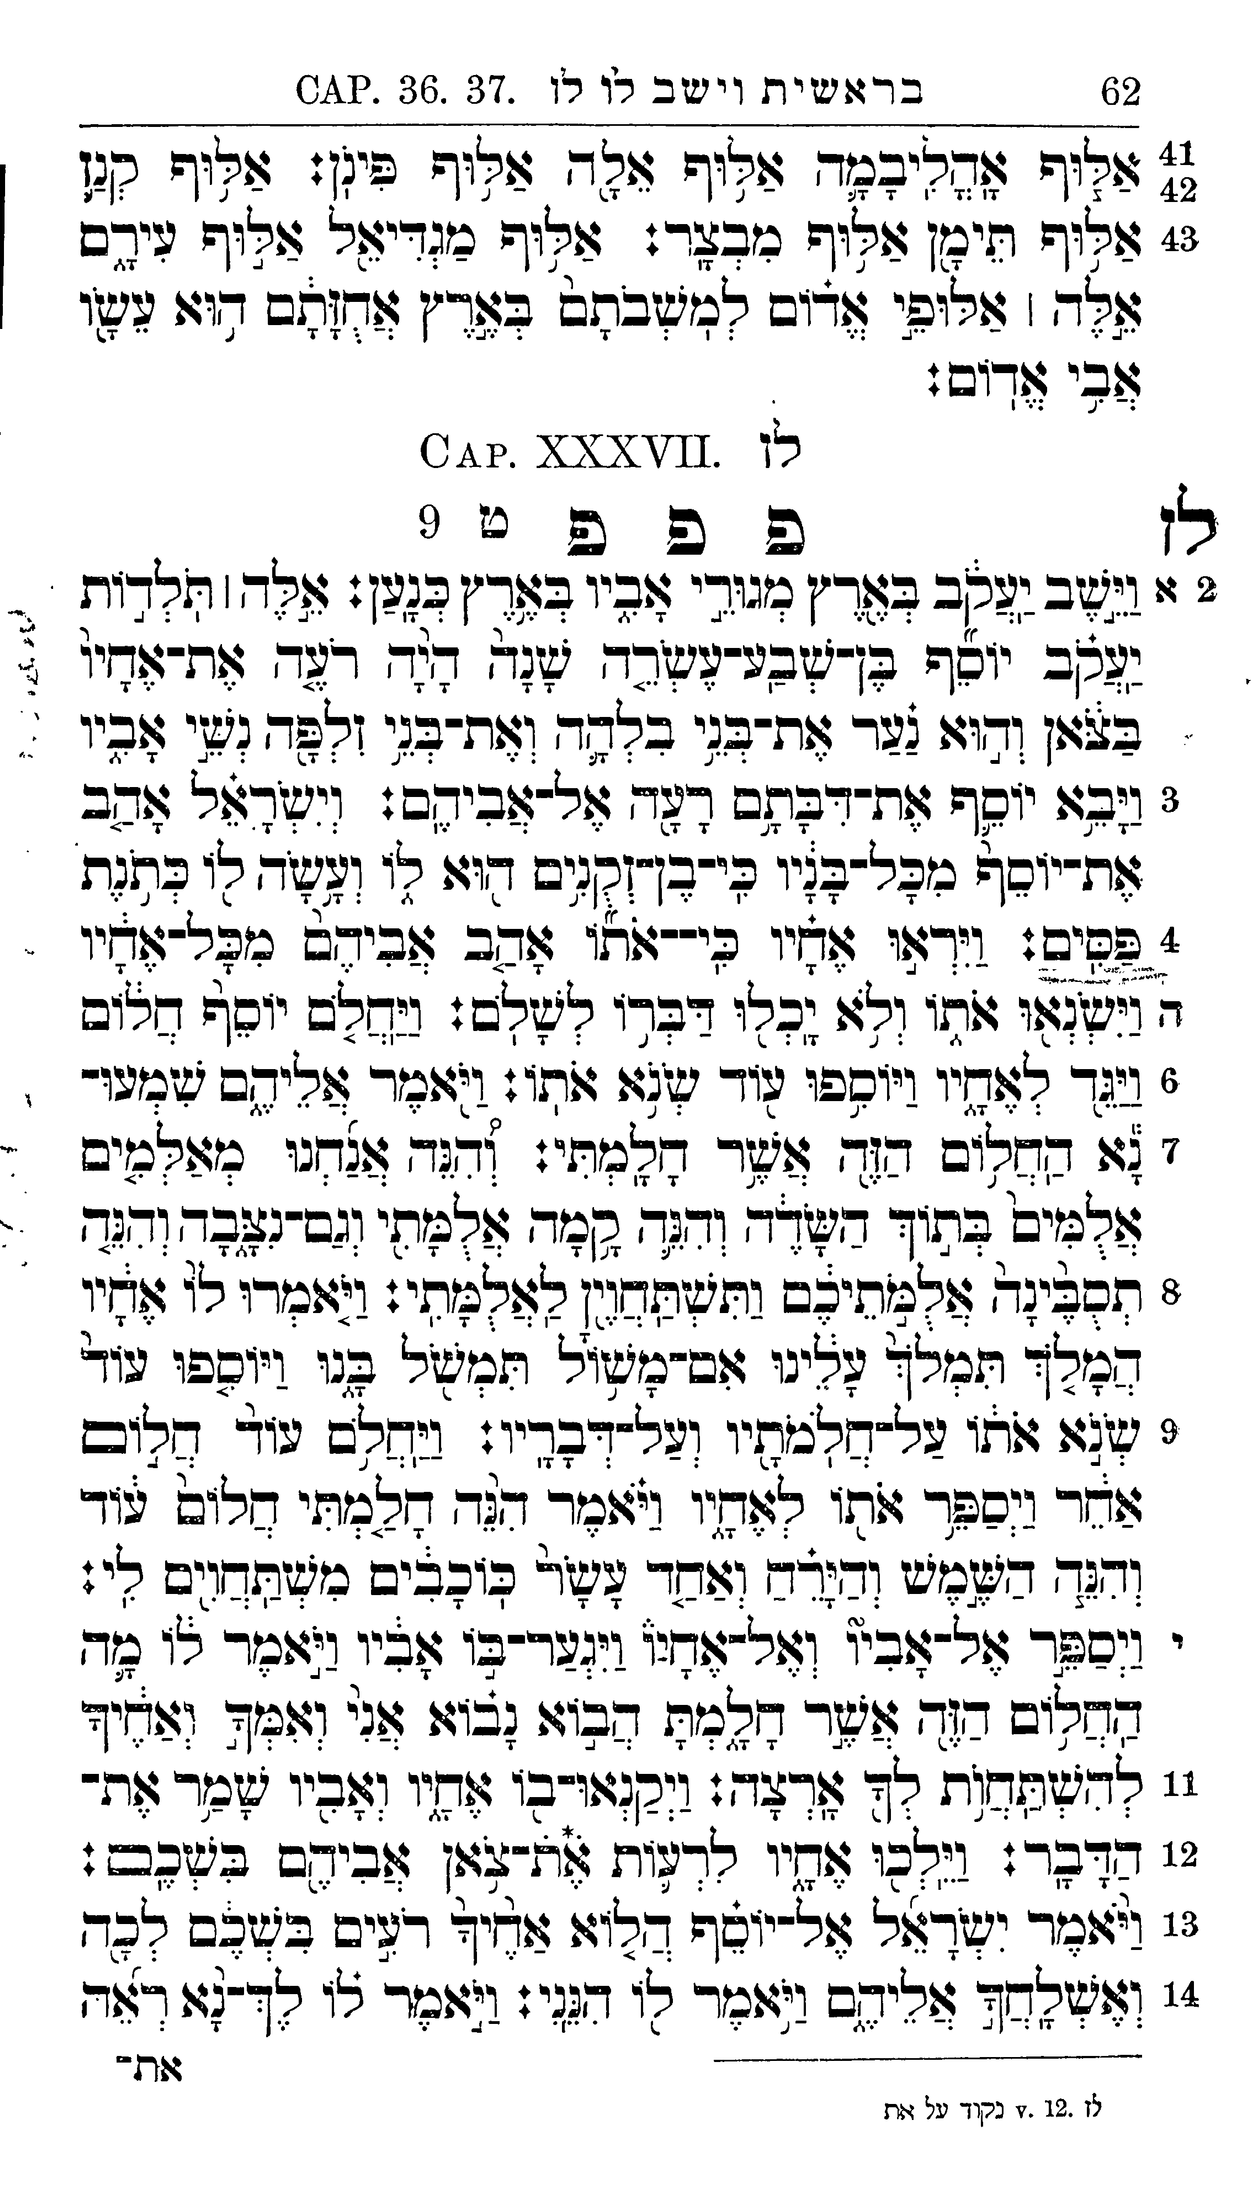 62 בראשית וישב לו לז CAP. 36. 37.
41 42 אַלּ֧וּף אָהֳלִיבָמָ֛ה אַלּ֥וּף אֵלָ֖ה אַלּ֥וּף פִּינֹֽן׃ אַלּ֥וּף קְנַ֛ז
43 אַלּ֥וּף תֵּימָ֖ן אַלּ֥וּף מִבְצָֽר׃ אַלּ֥וּף מַגְדִּיאֵ֖ל אַלּ֣וּף עִירָ֑ם
אֵ֣לֶּה ׀ אַלּוּפֵ֣י אֱד֗וֹם לְמֹֽשְׁבֹתָם֙ בְּאֶ֣רֶץ אֲחֻזָּתָ֔ם ה֥וּא עֵשָׂ֖ו
אֲבִ֥י אֱדֽוֹם׃
CAP. XXXVII. לז
לז פ פ פ ט 9
2 א וַיֵּ֣שֶׁב יַֽעֲקֹ֔ב בְּאֶ֖רֶץ מְגוּרֵ֣י אָבִ֑יו בְּאֶ֖רֶץ כְּנָֽעַן׃ אֵ֣לֶּה ׀ תֹּֽלְד֣וֹת
יַֽעֲקֹ֗ב יוֹסֵ֞ף בֶּן־שְׁבַֽע־עֶשְׂרֵ֤ה שָׁנָה֙ הָיָ֨ה רֹעֶ֤ה אֶת־אֶחָיו֙
בַּצֹּ֔אן וְה֣וּא נַ֗עַר אֶת־בְּנֵ֥י בִלְהָ֛ה וְאֶת־בְּנֵ֥י זִלְפָּ֖ה נְשֵׁ֣י אָבִ֑יו
3 וַיָּבֵ֥א יוֹסֵ֛ף אֶת־דִּבָּתָ֥ם רָעָ֖ה אֶל־אֲבִיהֶֽם׃ וְיִשְׂרָאֵ֗ל אָהַ֤ב
אֶת־יוֹסֵף֙ מִכָּל־בָּנָ֔יו כִּֽי־בֶן־זְקֻנִ֥ים ה֖וּא ל֑וֹ וְעָ֥שָׂה ל֖וֹ כְּתֹ֥נֶת
4 פַּסִּֽים׃ וַיִּרְא֣וּ אֶחָ֗יו כִּֽי־אֹת֞וֹ אָהַ֤ב אֲבִיהֶם֙ מִכָּל־אֶחָ֔יו
ה וַֽיִּשְׂנְא֖וּ אֹת֑וֹ וְלֹ֥א יָֽכְל֖וּ דַּבְּר֥וֹ לְשָׁלֹֽם׃ וַיַּֽחֲלֹ֤ם יוֹסֵף֙ חֲל֔וֹם
6 וַיַּגֵּ֖ד לְאֶחָ֑יו וַיּוֹסִ֥פוּ ע֖וֹד שְׂנֹ֥א אֹתֽוֹ׃ וַיֹּ֖אמֶר אֲלֵיהֶ֑ם שִׁמְעוּ־
7 נָ֕א הַֽחֲל֥וֹם הַזֶּ֖ה אֲשֶׁ֥ר חָלָֽמְתִּי׃ וְ֠הִנֵּה אֲנַ֜חְנוּ מְאַלְּמִ֤ים
אֲלֻמִּים֙ בְּת֣וֹךְ הַשָּׂדֶ֔ה וְהִנֵּ֛ה קָ֥מָה אֲלֻמָּתִ֖י וְגַם־נִצָּ֑בָה וְהִנֵּ֤ה
8 תְסֻבֶּ֨ינָה֙ אֲלֻמֹּ֣תֵיכֶ֔ם וַתִּֽשְׁתַּחֲוֶ֖יןָ לַֽאֲלֻמָּתִֽי׃ וַיֹּ֤אמְרוּ לוֹ֙ אֶחָ֔יו
הֲמָלֹ֤ךְ תִּמְלֹךְ֙ עָלֵ֔ינוּ אִם־מָשׁ֥וֹל תִּמְשֹׁ֖ל בָּ֑נוּ וַיּוֹסִ֤פוּ עוֹד֙
9 שְׂנֹ֣א אֹת֔וֹ עַל־חֲלֹֽמֹתָ֖יו וְעַל־דְּבָרָֽיו׃ וַיַּֽחֲלֹ֥ם עוֹד֙ חֲל֣וֹם
אַחֵ֔ר וַיְסַפֵּ֥ר אֹת֖וֹ לְאֶחָ֑יו וַיֹּ֗אמֶר הִנֵּ֨ה חָלַ֤מְתִּי חֲלוֹם֙ ע֔וֹד
וְהִנֵּ֧ה הַשֶּׁ֣מֶשׁ וְהַיָּרֵ֗חַ וְאַחַ֤ד עָשָׂר֙ כּֽוֹכָבִ֔ים מִֽשְׁתַּחֲוִ֖ים לִֽי׃
י וַיְסַפֵּ֣ר אֶל־אָבִיו֮ וְאֶל־אֶחָיו֒ וַיִּגְעַר־בּ֣וֹ אָבִ֔יו וַיֹּ֣אמֶר ל֔וֹ מָ֛ה
הַֽחֲל֥וֹם הַזֶּ֖ה אֲשֶׁ֣ר חָלָ֑מְתָּ הֲב֣וֹא נָב֗וֹא אֲנִי֙ וְאִמְּךָ֣ וְאַחֶ֔יךָ
11 לְהִשְׁתַּֽחֲוֺ֥ת לְךָ֖ אָֽרְצָה׃ וַיְקַנְאוּ־ב֖וֹ אֶחָ֑יו וְאָבִ֖יו שָׁמַ֥ר אֶת־
12 הַדָּבָֽר׃ וַיֵּֽלְכ֖וּ אֶחָ֑יו לִרְע֛וֹת אֶׄתׄ*־צֹ֥אן אֲבִיהֶ֖ם בִּשְׁכֶֽם׃
13 וַיֹּ֨אמֶר יִשְׂרָאֵ֜ל אֶל־יוֹסֵ֗ף הֲל֤וֹא אַחֶ֨יךָ֙ רֹעִ֣ים בִּשְׁכֶ֔ם לְכָ֖ה
14 וְאֶשְׁלָֽחֲךָ֣ אֲלֵיהֶ֑ם וַיֹּ֥אמֶר ל֖וֹ הִנֵּֽנִי׃ וַיֹּ֣אמֶר ל֗וֹ לֶךְ־נָ֨א רְאֵ֜ה
את־
לז v. 12. נקוד על את